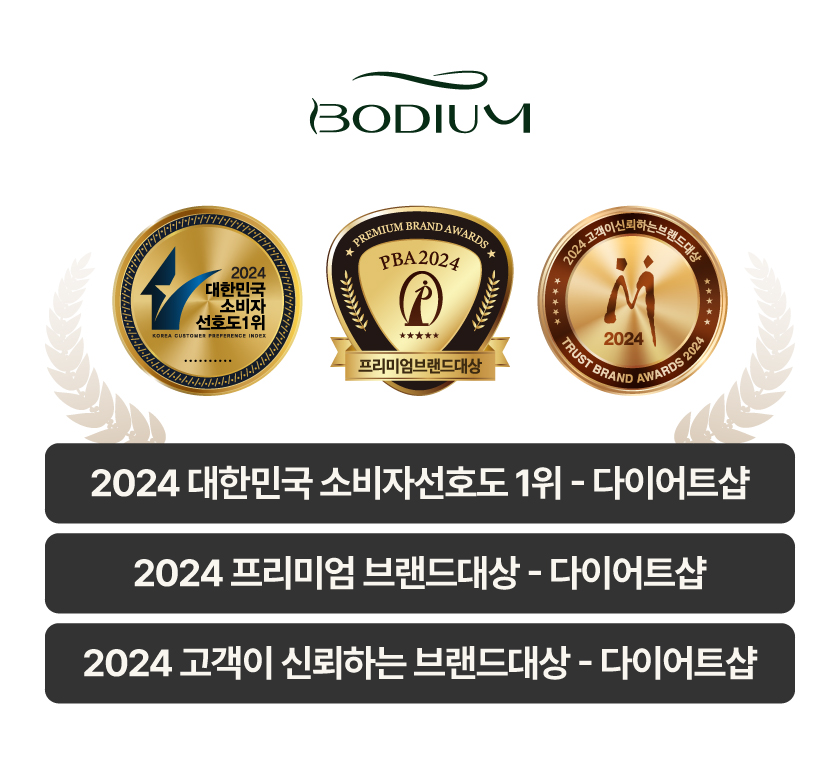 BODIUM
2024
대한민국
소비자
선호도1위
KOREA CUSTOMER PREFERENCE INDEX
PREMIUM BRAND AWARDS
PBA2024
프리미엄브랜드대상
2024 고객이신뢰하는브랜드대상
2024
TRUST BRAND AWARDS 2024
2024 대한민국 소비자선호도 1위 - 다이어트샵
2024 프리미엄 브랜드대상 - 다이어트샵
2024 고객이 신뢰하는 브랜드대상 - 다이어트샵